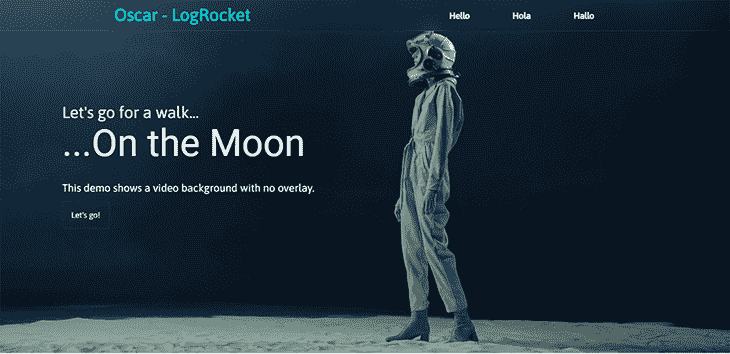 Oscar - LogRocket
Hello Hola Hallo
Let's go for a walk...
...On the Moon
This demo shows a video background with no overlay.
Let's go!